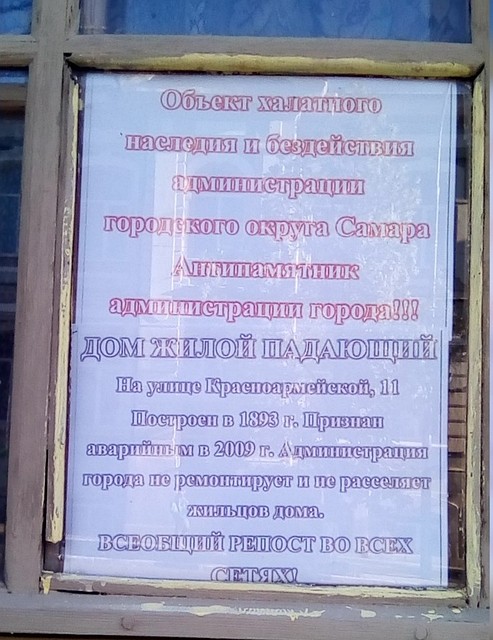 Объект халатного
наследия и бездействия
администрации
городского округа Самара
Антипамятник
администрации города!!!
ДОМ ЖИЛОЙ ПАДАЮЩИЙ
На улице Красноармейской, 11
Построен в 1893 г. Признан
аварийным в 2009 г. Администрация
города не ремонтирует и не расселяет
жильцов дома.
ВСЕОБЩИЙ РЕПОСТ ВО ВСЕХ
СЕТЯХ!